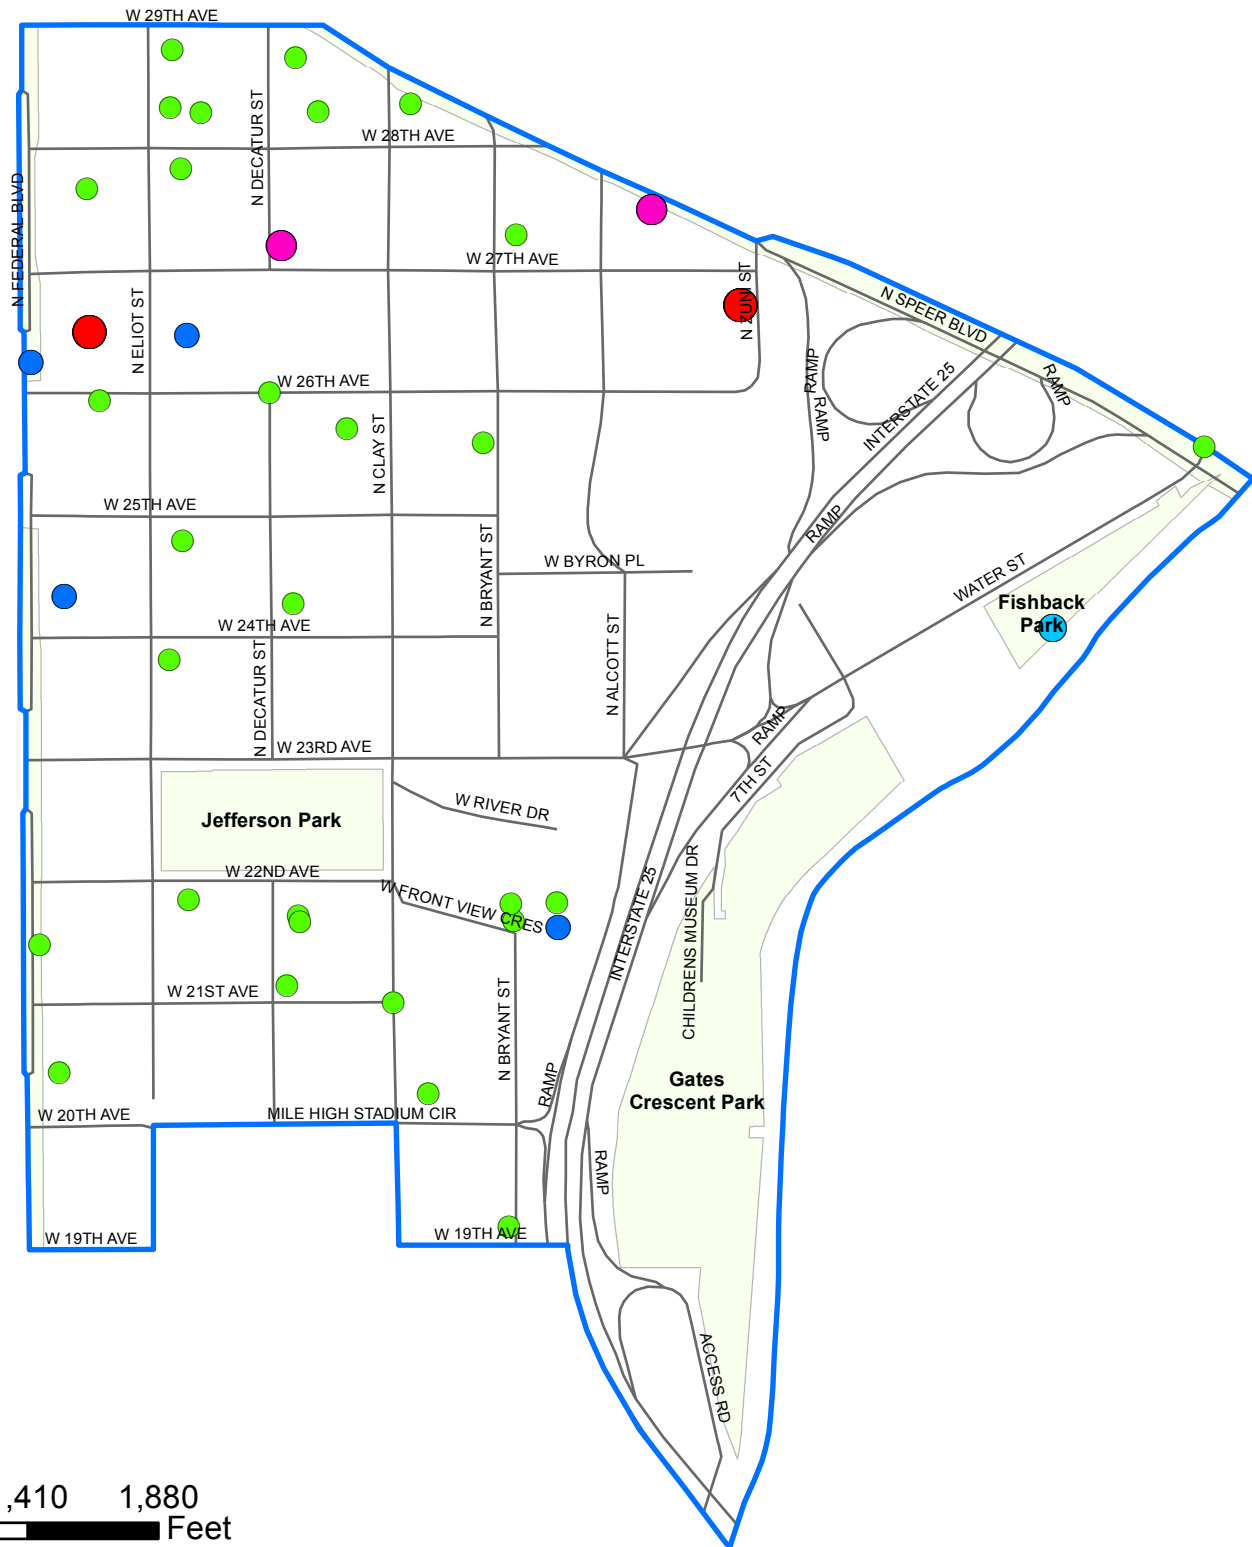 W 29TH AVE
N DECATUR ST
W 28TH AVE
N FEDERAL BLVD
W 27TH AVE
N ZUNI ST
N SPEER BLVD
N ELIOT ST
RAMP
RAMP
INTERSTATE 25
RAMP
W 26TH AVE
N CLAY ST
W 25TH AVE
RAMP
N BRYANT ST
W BYRON PL
WATER ST
Fishback
Park
W 24TH AVE
N DECATUR ST
N ALCOTT ST
W 23RD AVE
RAMP
7TH ST
W RIVER DR
Jefferson Park
W 22ND AVE
W FRONT VIEW CRES
INTERSTATE 25
CHILDRENS MUSEUM DR
W 21ST AVE
N BRYANT ST
RAMP
Gates
Crescent Park
W 20TH AVE
MILE HIGH STADIUM CIR
RAMP
W 19TH AVE
W 19TH AVE
ACCESS RD
,410
1,880
Feet